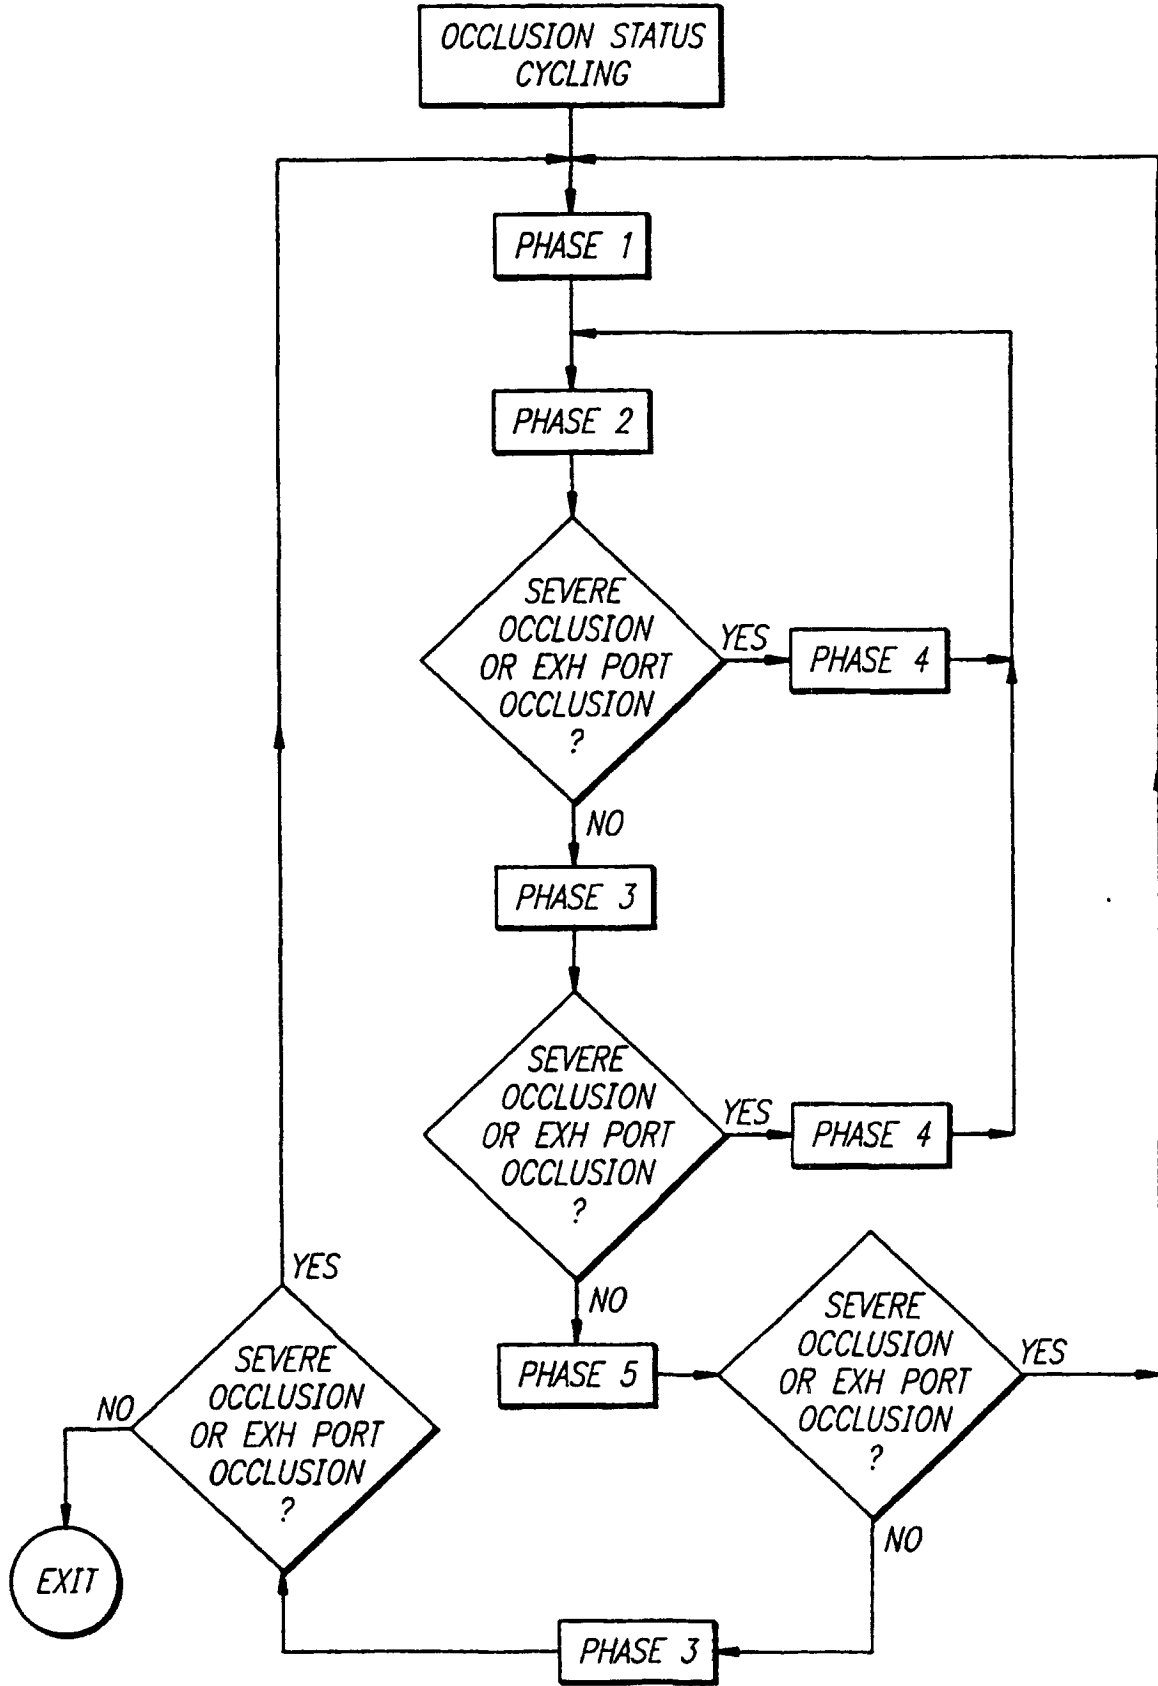 OCCLUSION STATUS
CYCLING
PHASE 1
PHASE 2
SEVERE
OCCLUSION
OR EXH PORT
OCCLUSION
?
YES
PHASE 4
NO
PHASE 3
SEVERE
OCCLUSION
OR EXH PORT
OCCLUSION
?
YES
PHASE 4
NO
PHASE 5
SEVERE
OCCLUSION
OR EXH PORT
OCCLUSION
?
YES
NO
PHASE 3
SEVERE
OCCLUSION
OR EXH PORT
OCCLUSION
?
YES
NO
EXIT